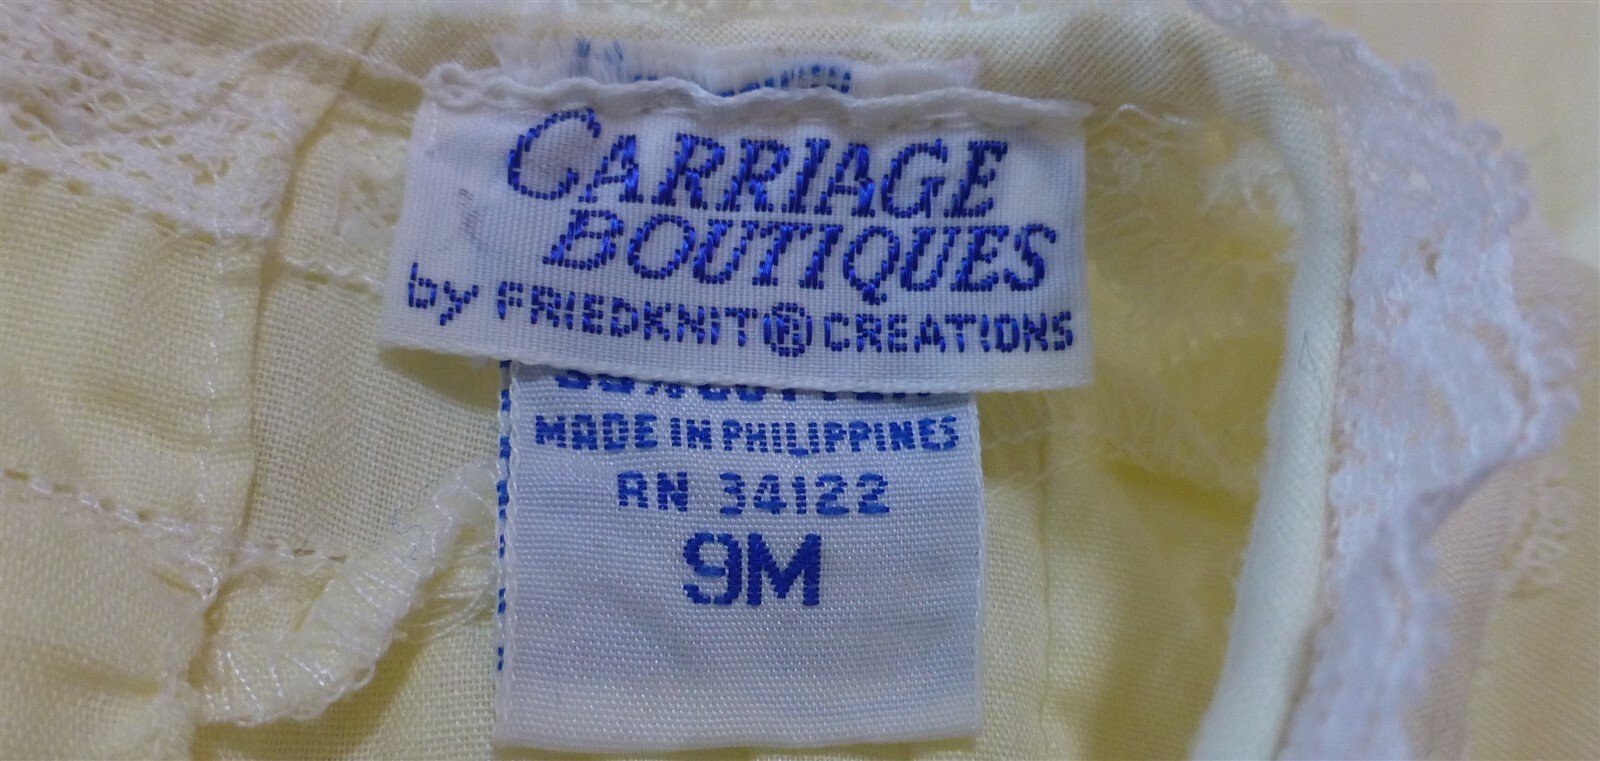 CARRIAGE
BOUTIQUES
by FRIEDKNIT® CREATIONS
MADE IN PHILIPPINES
RN 34122
9M